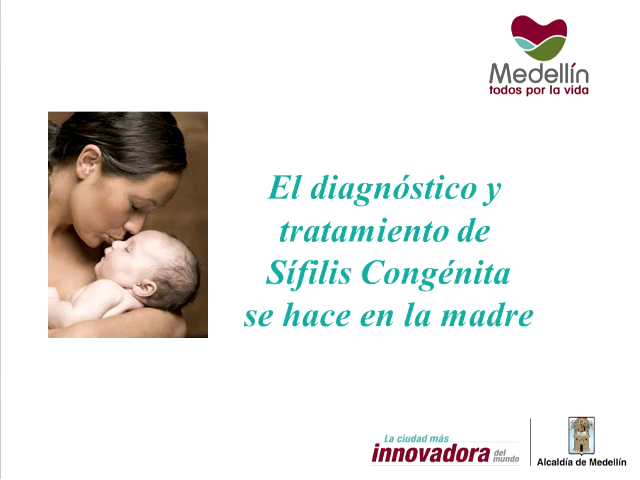 Medellín
todos por la vida
El diagnóstico y
tratamiento de
Sífilis Congénita
se hace en la madre
La ciudad más
innovadora del
mundo
Alcaldía de Medellín